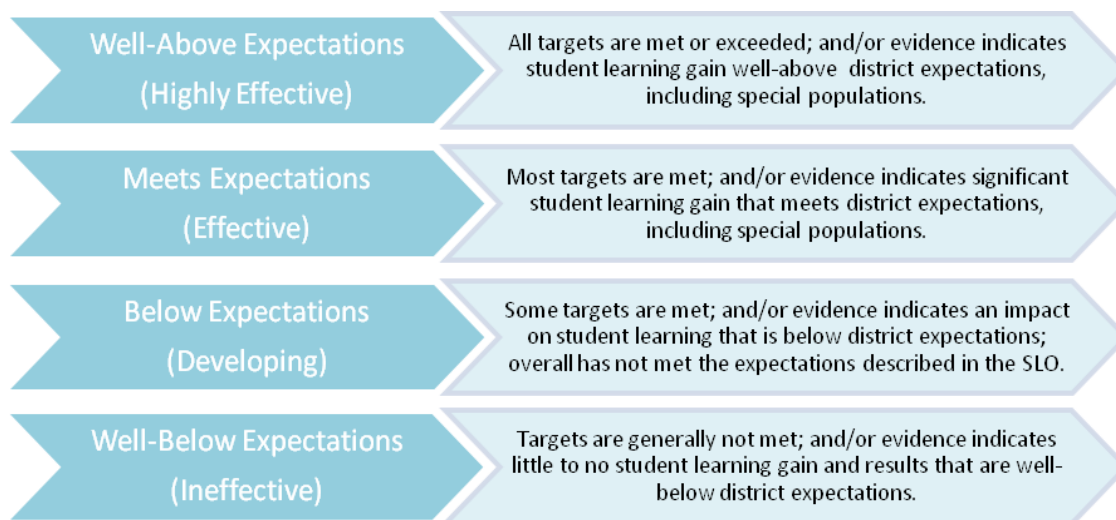 Well-Above Expectations
(Highly Effective)
All targets are met or exceeded; and/or evidence indicates
student learning gain well-above district expectations,
including special populations.
Meets Expectations
(Effective)
Most targets are met; and/or evidence indicates significant
student learning gain that meets district expectations,
including special populations.
Below Expectations
(Developing)
Some targets are met; and/or evidence indicates an impact
on student learning that is below district expectations;
overall has not met the expectations described in the SLO.
Well-Below Expectations
(Ineffective)
Targets are generally not met; and/or evidence indicates
little to no student learning gain and results that are well-
below district expectations.